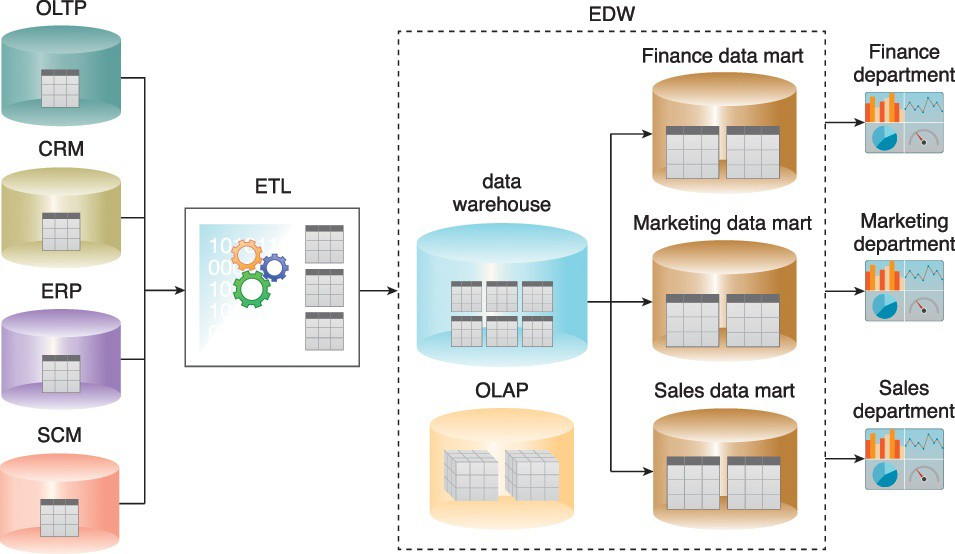 OLTP
CRM
ERP
SCM
ETL
EDW
data
warehouse
OLAP
Finance data mart
Marketing data mart
Sales data mart
Finance
department
Marketing
department
Sales
department